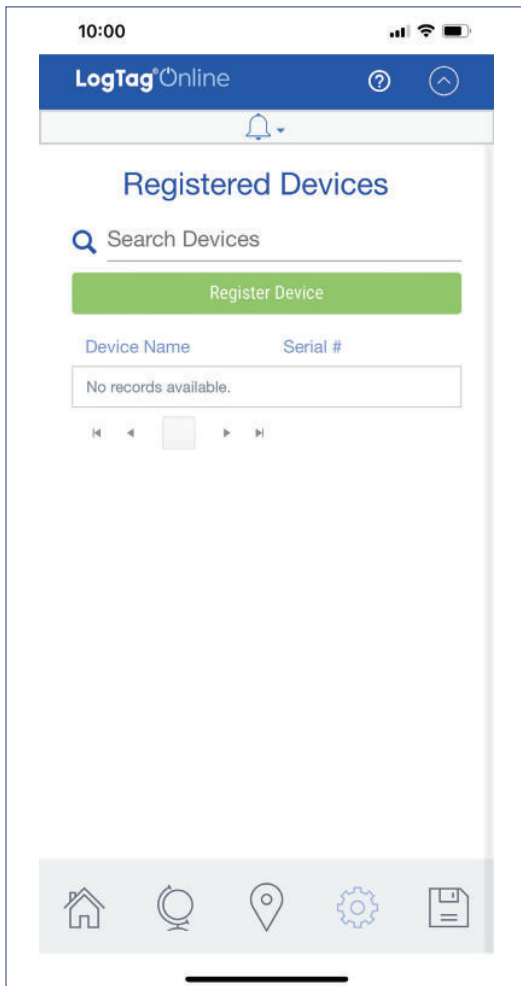 10:00
LogTag® Online
Registered Devices
Search Devices
Register Device
Device Name Serial #
No records available.